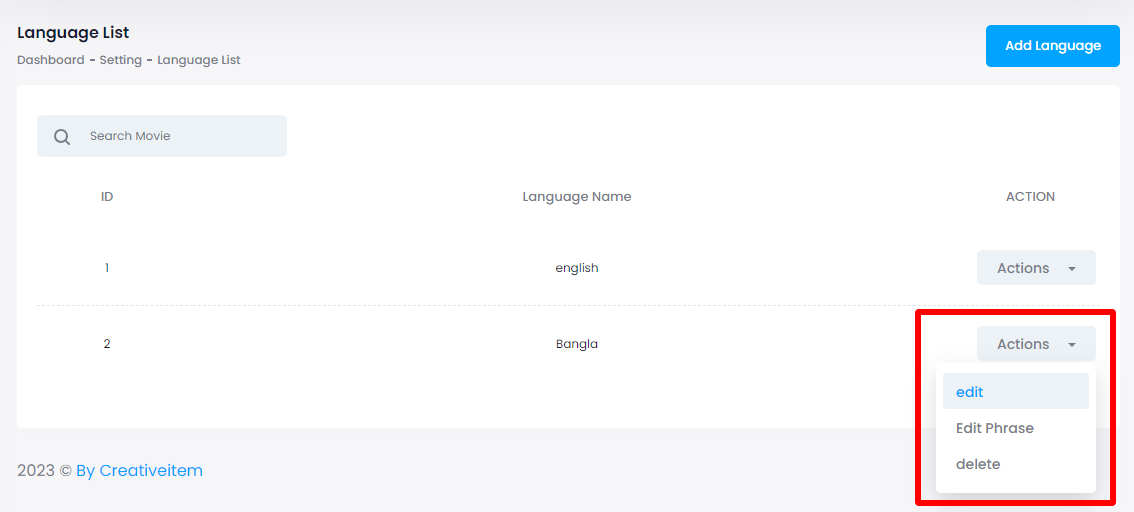 Language List
Add Language
Dashboard - Setting - Language List
Search Movie
ID Language Name ACTION
1 english Actions
2 Bangla Actions
edit
Edit Phrase
delete
2023 © By Creativeitem